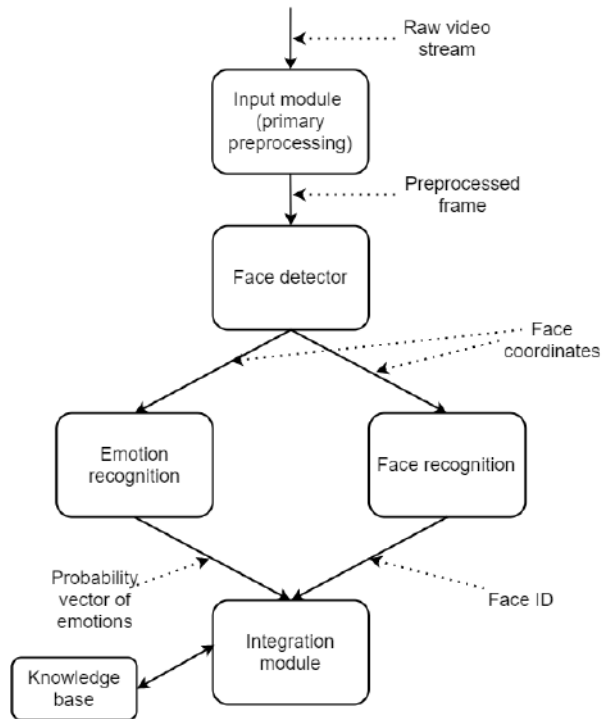 Raw video
stream
Input module
(primary
preprocessing)
Preprocessed
frame
Face detector
Face
coordinates
Emotion
recognition
Face recognition
Probability
vector of
emotions
Face ID
Integration
module
Knowledge
base